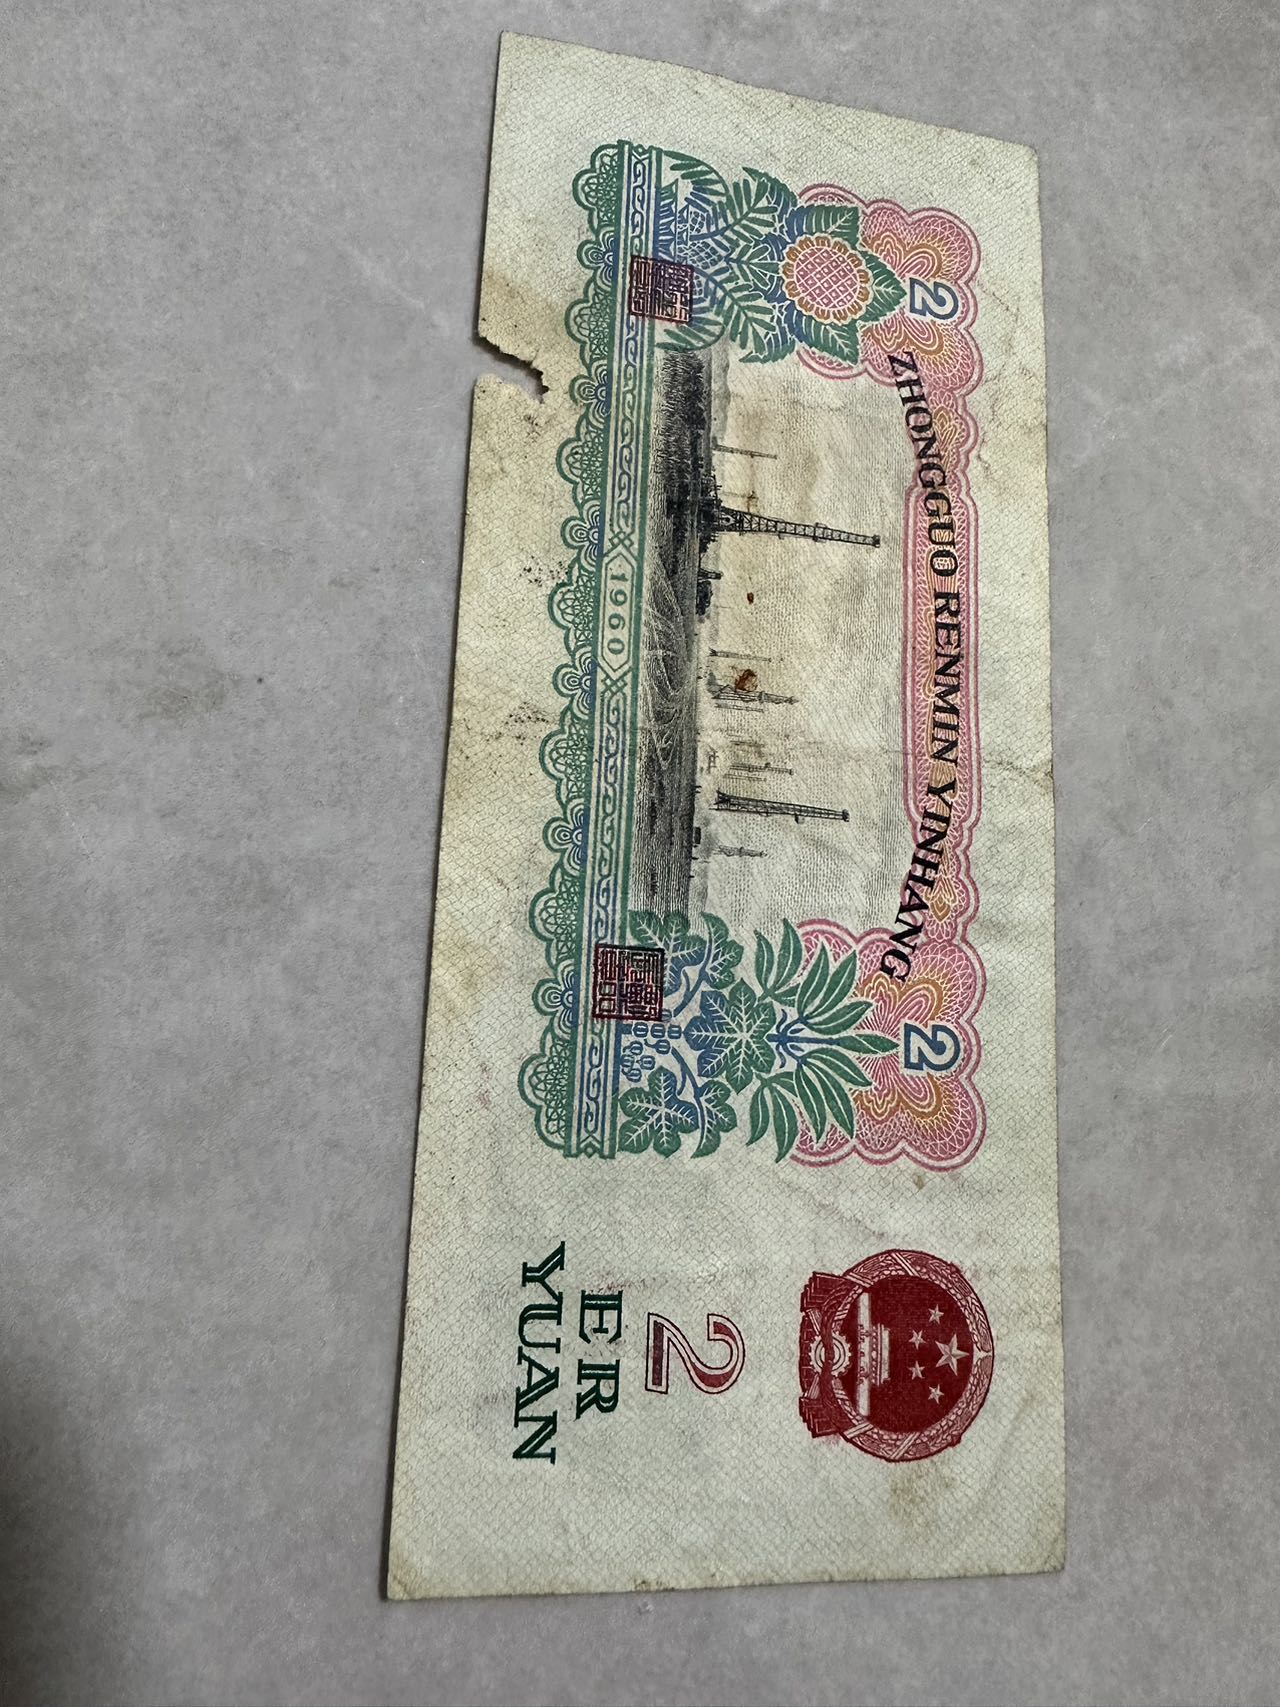 ZHONGGUO RENMIN YINHANG
2
2
2
ER
YUAN
1960